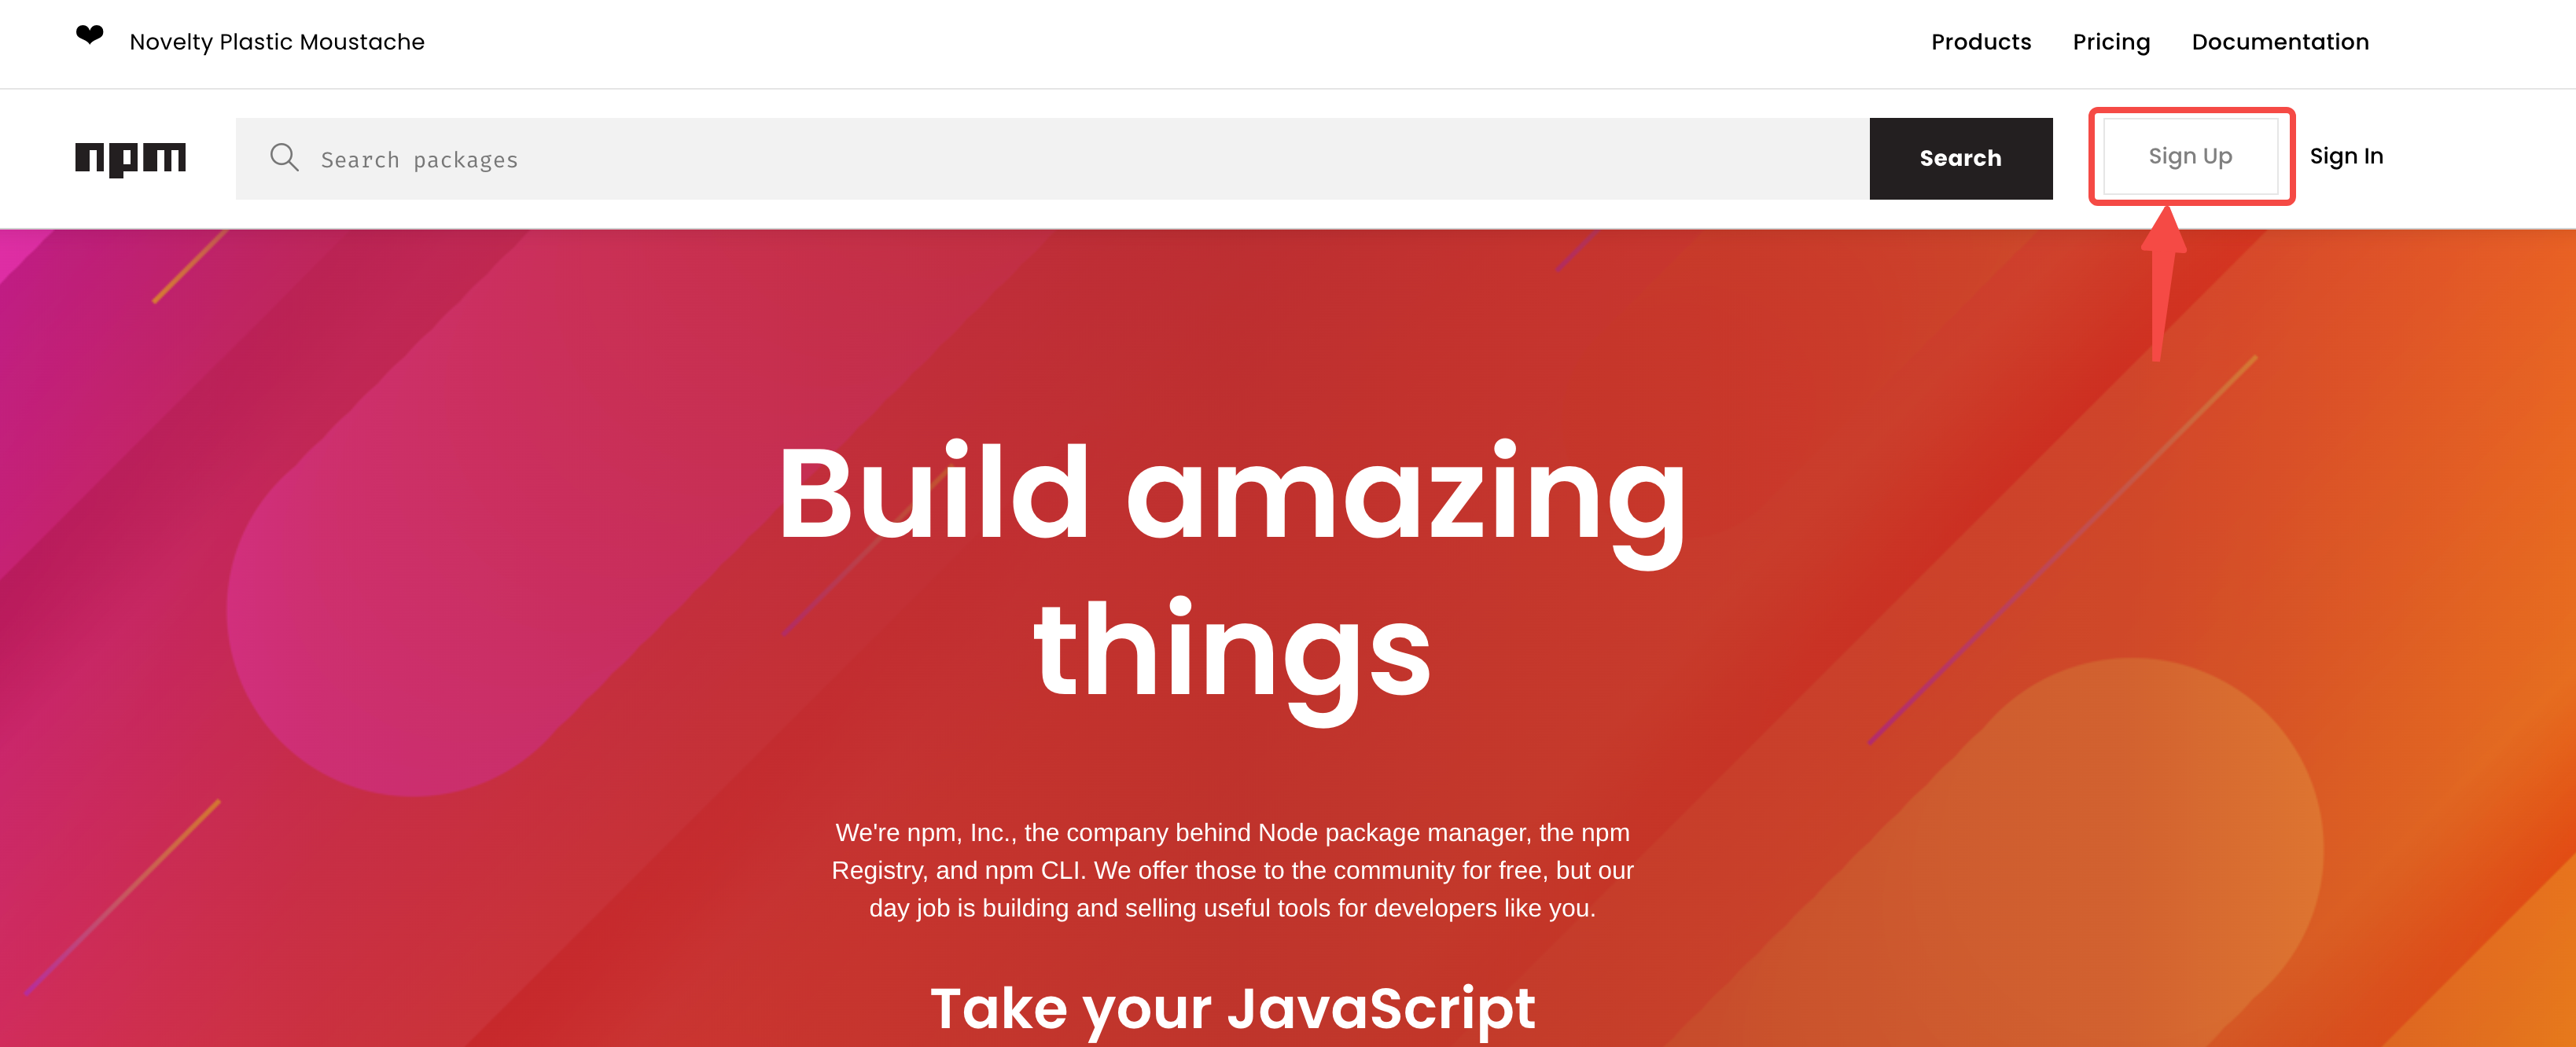 ❤ Novelty Plastic Moustache
Products Pricing Documentation
npm
Search packages
Search
Sign Up
Sign In
Build amazing
things
We're npm, Inc., the company behind Node package manager, the npm
Registry, and npm CLI. We offer those to the community for free, but our
day job is building and selling useful tools for developers like you.
Take your JavaScript